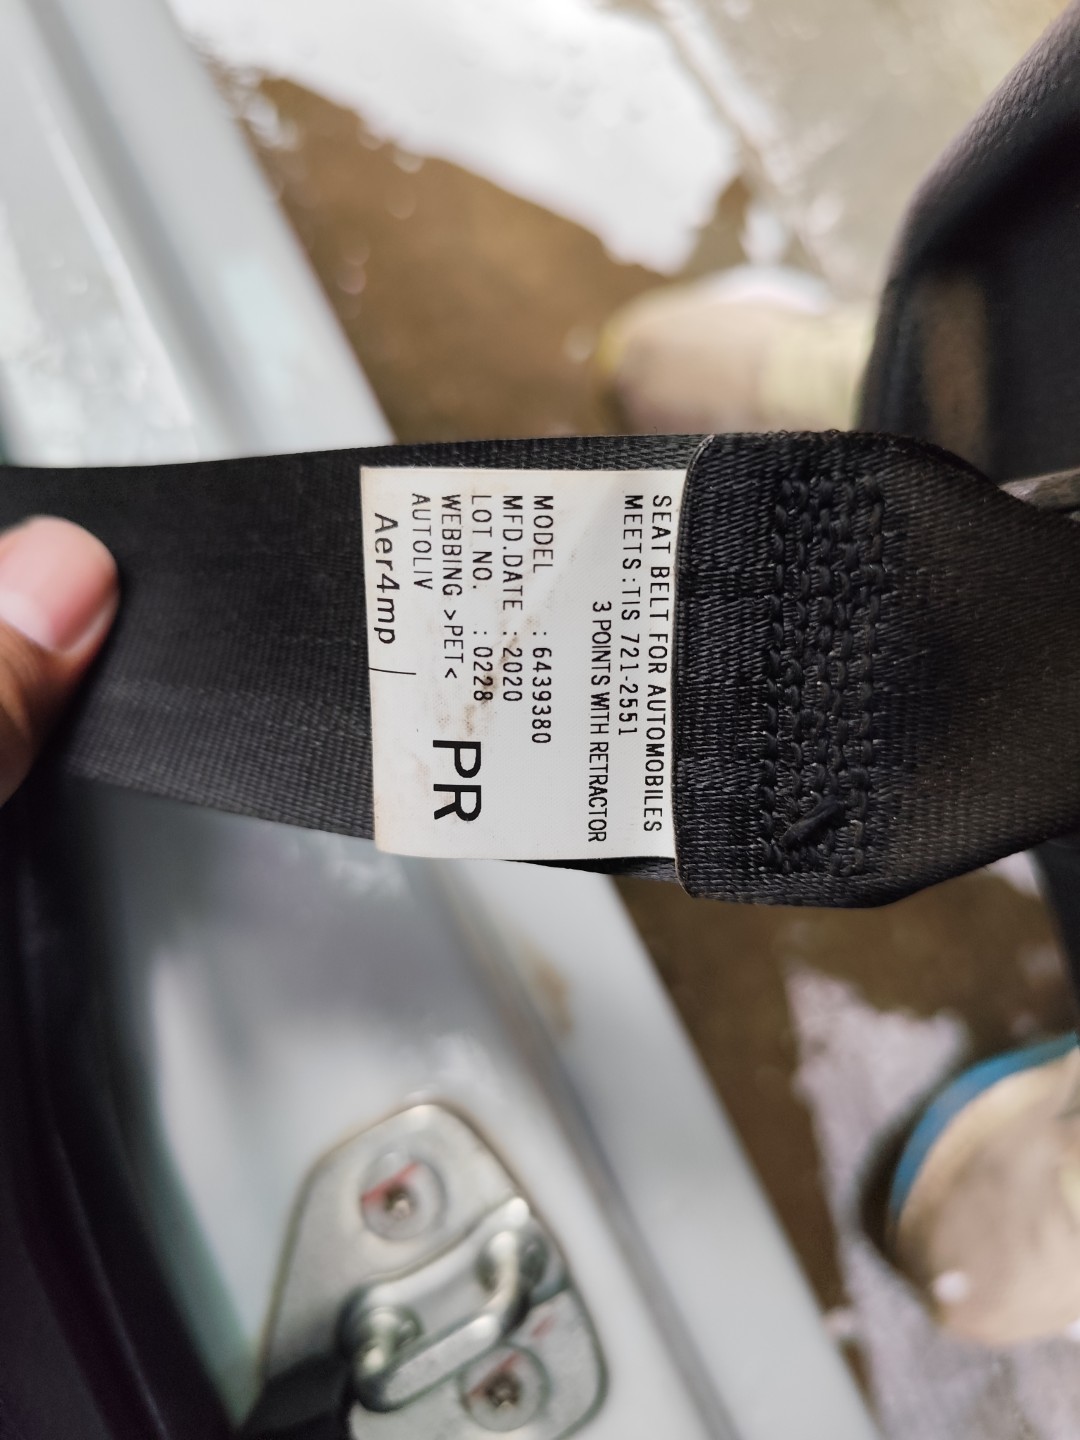 SEAT BELT FOR AUTOMOBILES
MEETS:TIS 721-2551
3 POINTS WITH RETRACTOR
MODEL : 6439380
MFD.DATE : 2020
LOT NO. : 0228
WEBBING >PET<
PR
AUTOLIV
Aer4mp